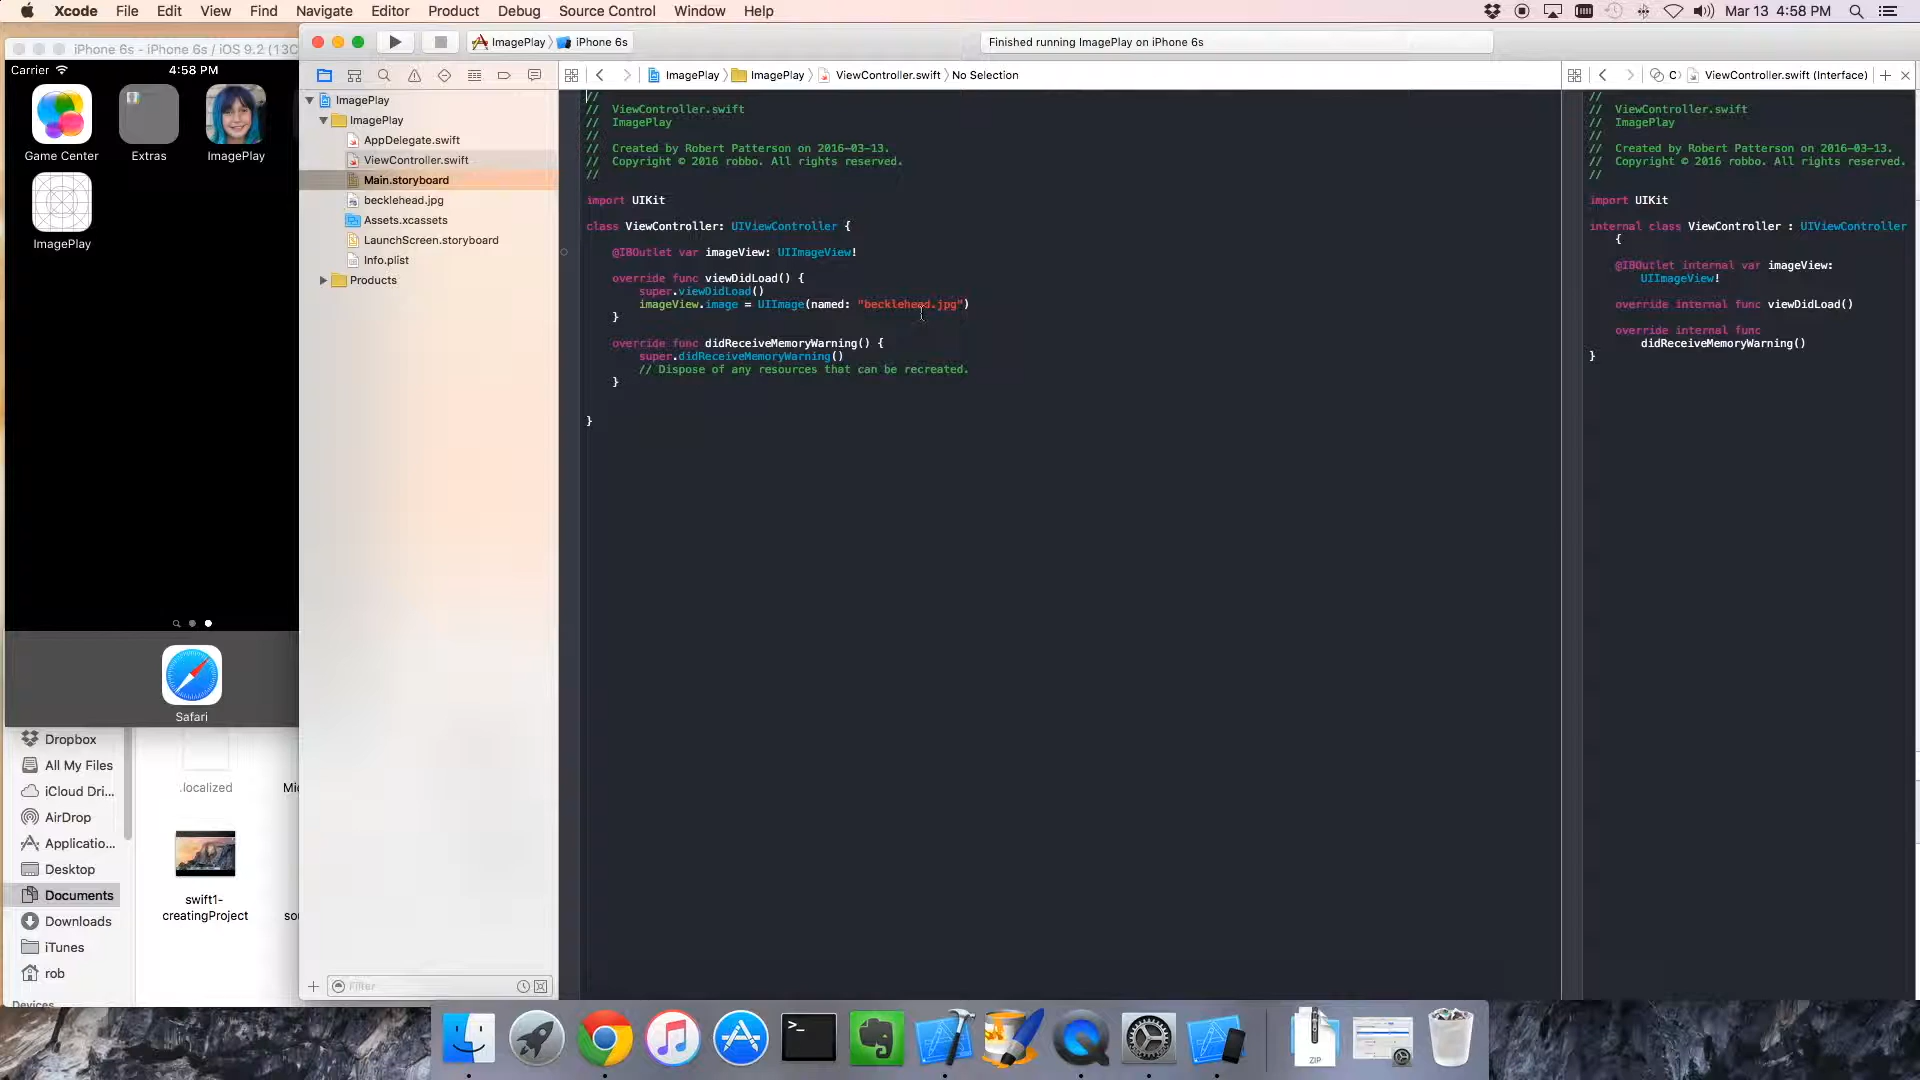 Xcode File Edit View Find Navigate Editor Product Debug Source Control Window Help
Mar 13 4:58 PM
iPhone 6s - iPhone 6s / iOS 9.2 (13C
Carrier
4:58 PM
Game Center
Extras
ImagePlay
ImagePlay
Safari
Dropbox
All My Files
iCloud Dri...
AirDrop
Applicatio...
Desktop
Documents
Downloads
iTunes
rob
Devices
.localized
Mi
swift1-
creatingProject
so
ImagePlay
iPhone 6s
Finished running ImagePlay on iPhone 6s
ImagePlay
ImagePlay
AppDelegate.swift
ViewController.swift
Main.storyboard
becklehead.jpg
Assets.xcassets
LaunchScreen.storyboard
Info.plist
Products
Filter
ImagePlay
ImagePlay
ViewController.swift
No Selection
//
//  ViewController.swift
//  ImagePlay
//
//  Created by Robert Patterson on 2016-03-13.
//  Copyright © 2016 robbo. All rights reserved.
//
import UIKit
class ViewController: UIViewController {
@IBOutlet var imageView: UIImageView!
override func viewDidLoad() {
super.viewDidLoad()
imageView.image = UIImage(named: "becklehead.jpg")
}
override func didReceiveMemoryWarning() {
super.didReceiveMemoryWarning()
// Dispose of any resources that can be recreated.
}
}
C
ViewController.swift (Interface)
//
//  ViewController.swift
//  ImagePlay
//
//  Created by Robert Patterson on 2016-03-13.
//  Copyright © 2016 robbo. All rights reserved.
//
import UIKit
internal class ViewController : UIViewController
{
@IBOutlet internal var imageView:
UIImageView!
override internal func viewDidLoad()
override internal func
didReceiveMemoryWarning()
}
>_
ZIP